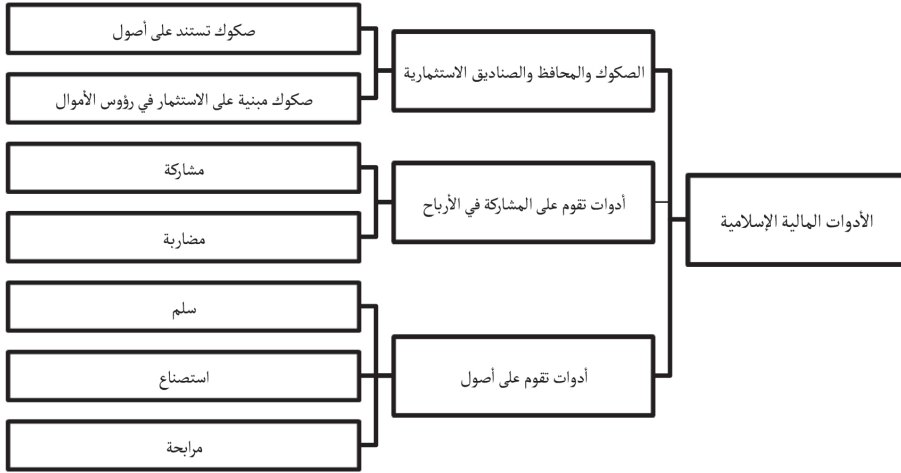 الأدوات المالية الإسلامية
الصكوك والمحافظ والصناديق الاستثمارية
صكوك تستند على أصول
صكوك مبنية على الاستثمار في رؤوس الأموال
أدوات تقوم على المشاركة في الأرباح
مشاركة
مضاربة
أدوات تقوم على أصول
سلم
استصناع
مرابحة